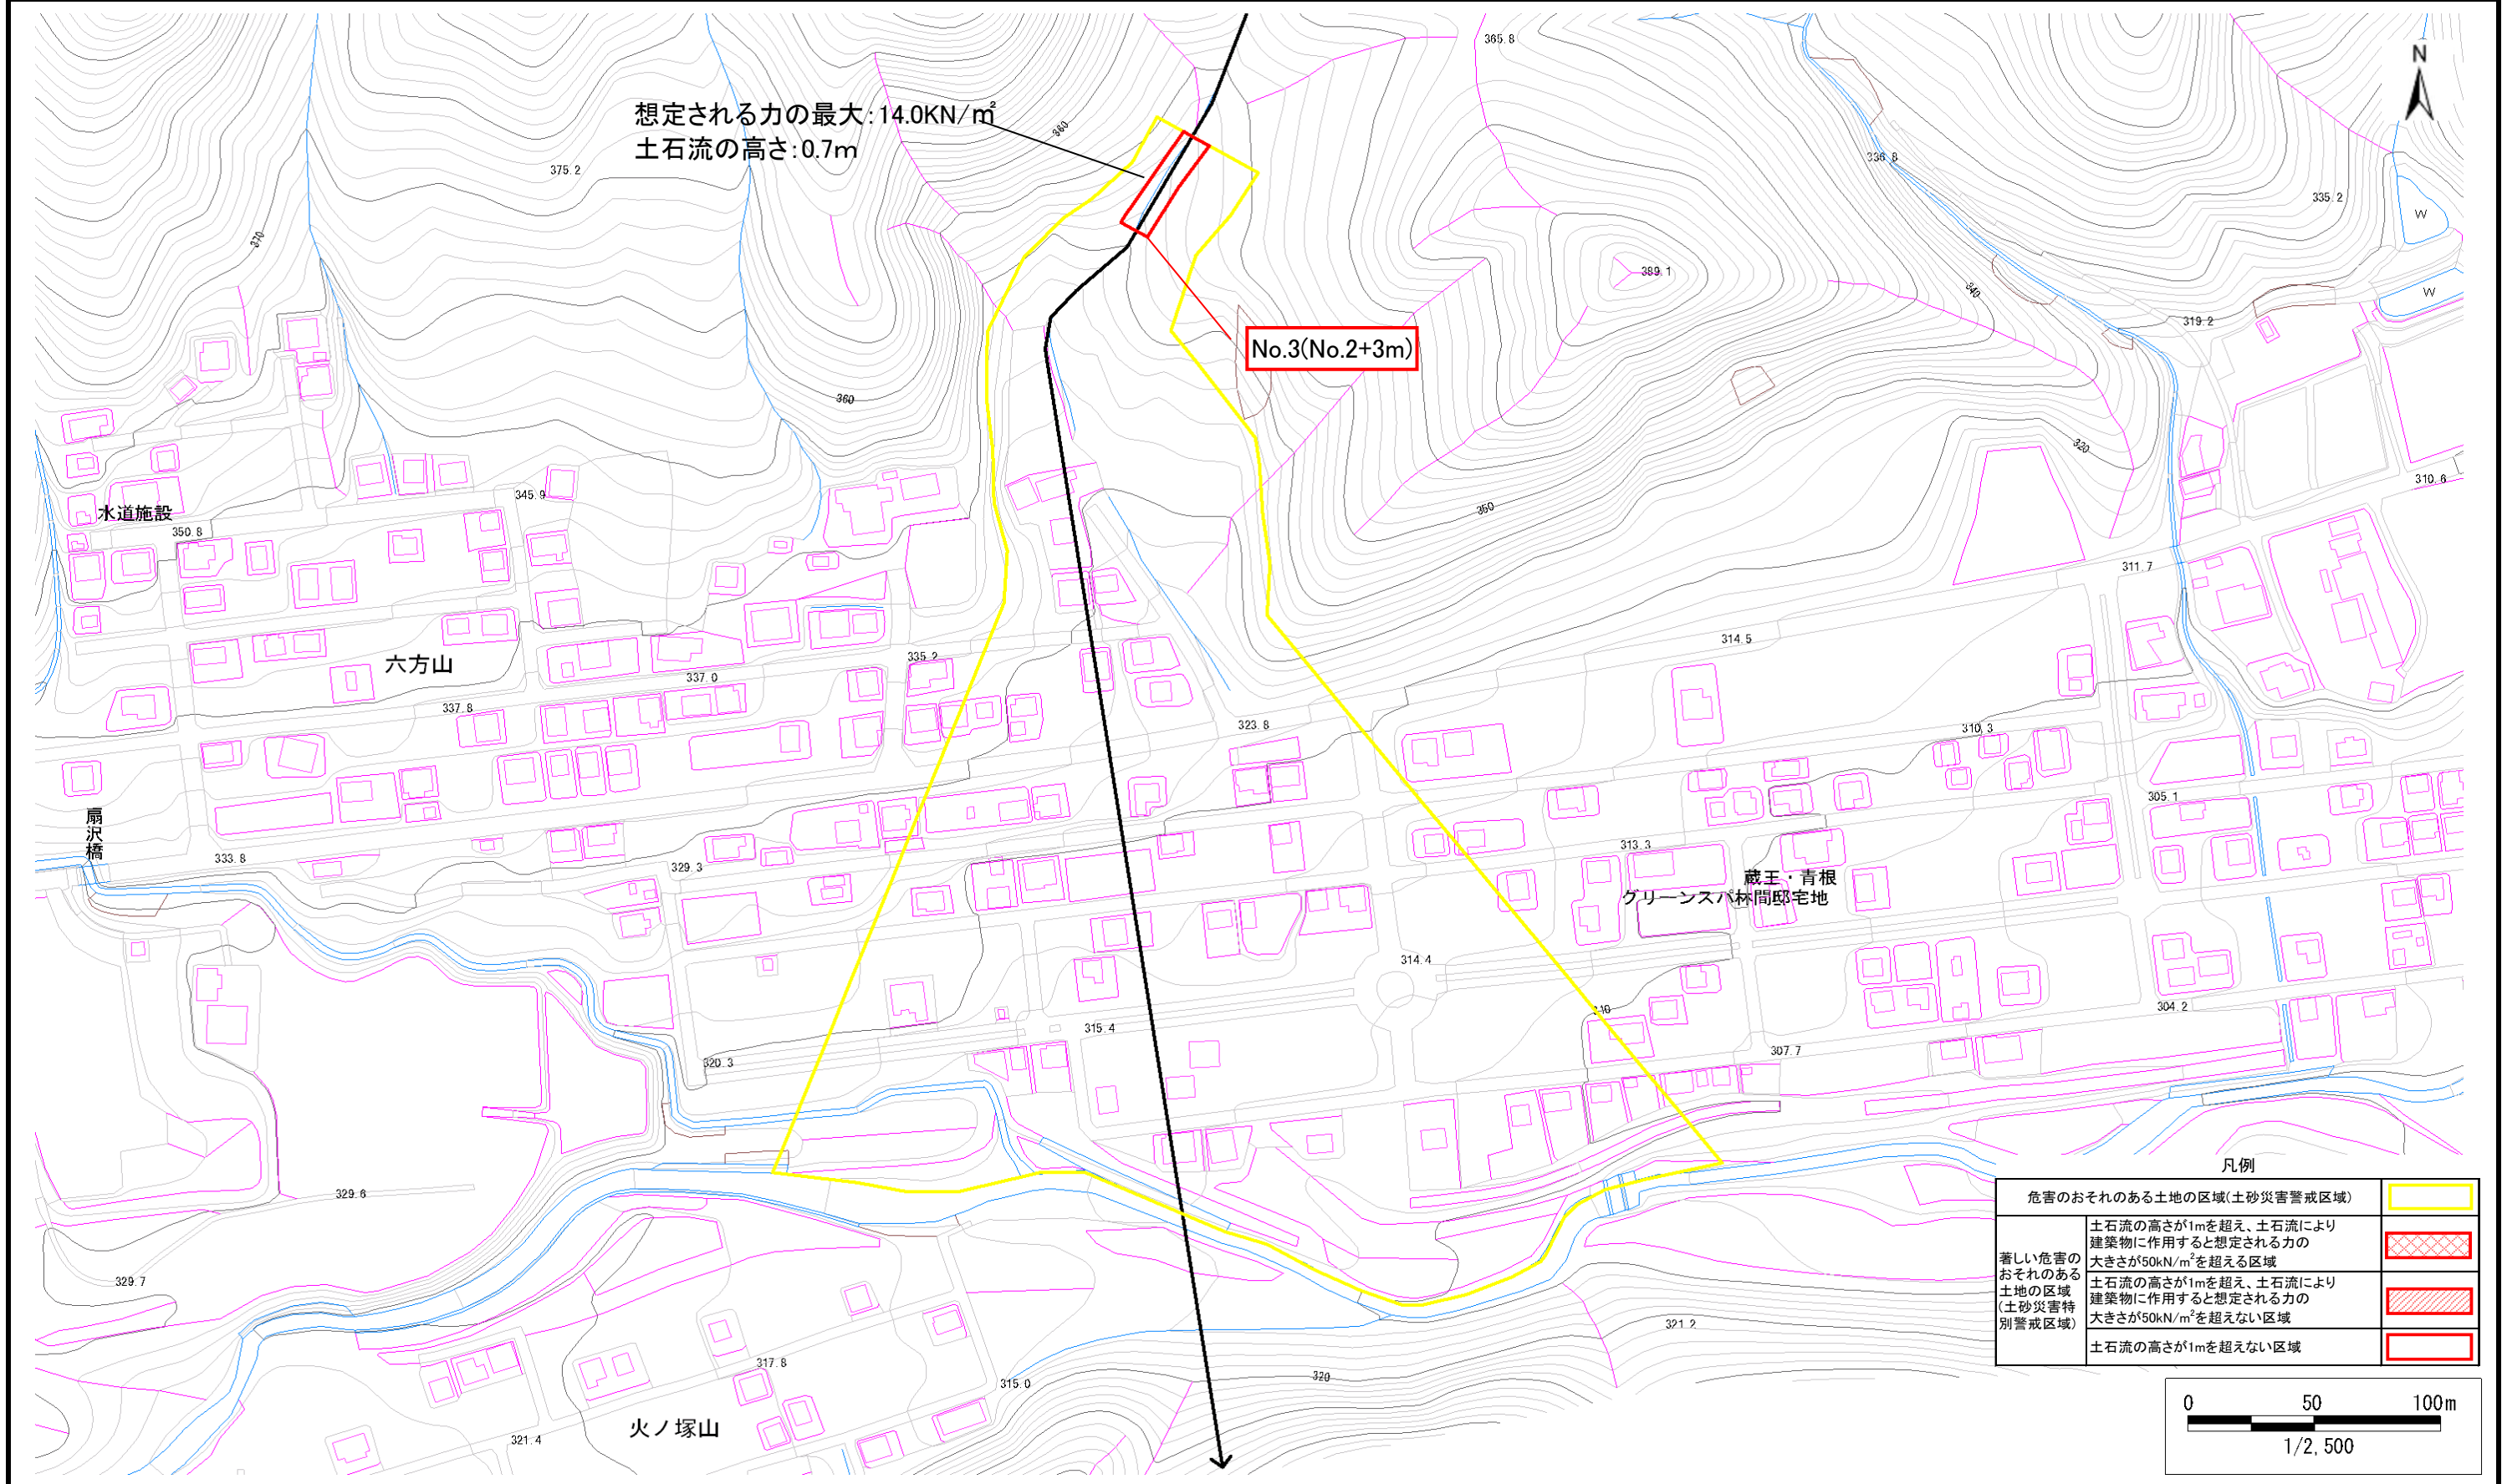 365.8
N
想定される力の最大:14.0KN/㎡
土石流の高さ:0.7m
360
375.2
336.8
335.2
W
370
389.1
340
W
319.2
No.3(No.2+3m)
360
320
345.9
310.6
水道施設
350.8
350
311.7
314.5
335.2
六方山
337.0
337.8
323.8
310.3
305.1
扇沢橋
333.8
329.3
313.3
蔵王・青根
グリーンスパ林間邸宅地
314.4
304.2
315.4
307.7
320.3
329.6
329.7
321.2
317.8
315.0
320
321.4
火ノ塚山
凡例
危害のおそれのある土地の区域(土砂災害警戒区域)
著しい危害の
おそれのある
土地の区域
(土砂災害特
別警戒区域)
土石流の高さが1mを超え、土石流により
建築物に作用すると想定される力の
大きさが50kN/m²を超える区域
土石流の高さが1mを超え、土石流により
建築物に作用すると想定される力の
大きさが50kN/m²を超えない区域
土石流の高さが1mを超えない区域
0 50 100m
1/2,500